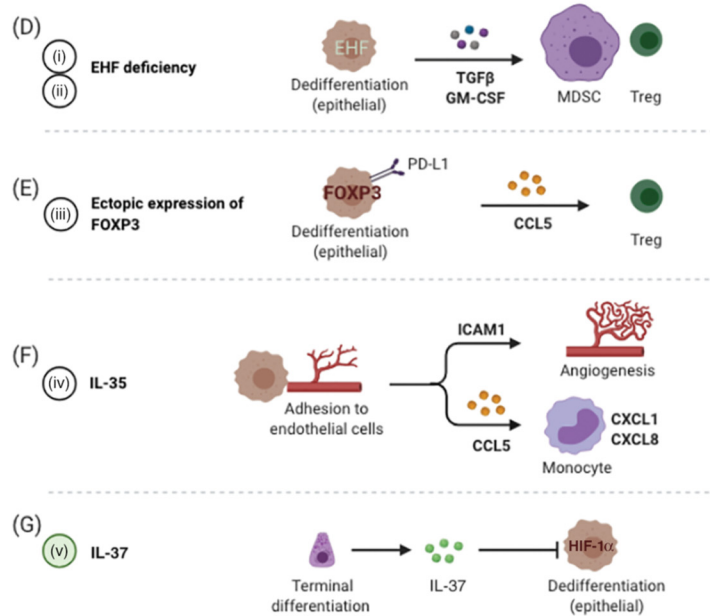 (D)
(i)
(ii)
EHF deficiency
EHF
Dedifferentiation
(epithelial)
TGFβ
GM-CSF
MDSC
Treg
(E)
(iii)
Ectopic expression of
FOXP3
FOXP3
PD-L1
Dedifferentiation
(epithelial)
CCL5
Treg
(F)
(iv)
IL-35
Adhesion to
endothelial cells
ICAM1
Angiogenesis
CCL5
CXCL1
CXCL8
Monocyte
(G)
(v)
IL-37
Terminal
differentiation
IL-37
HIF-1α
Dedifferentiation
(epithelial)